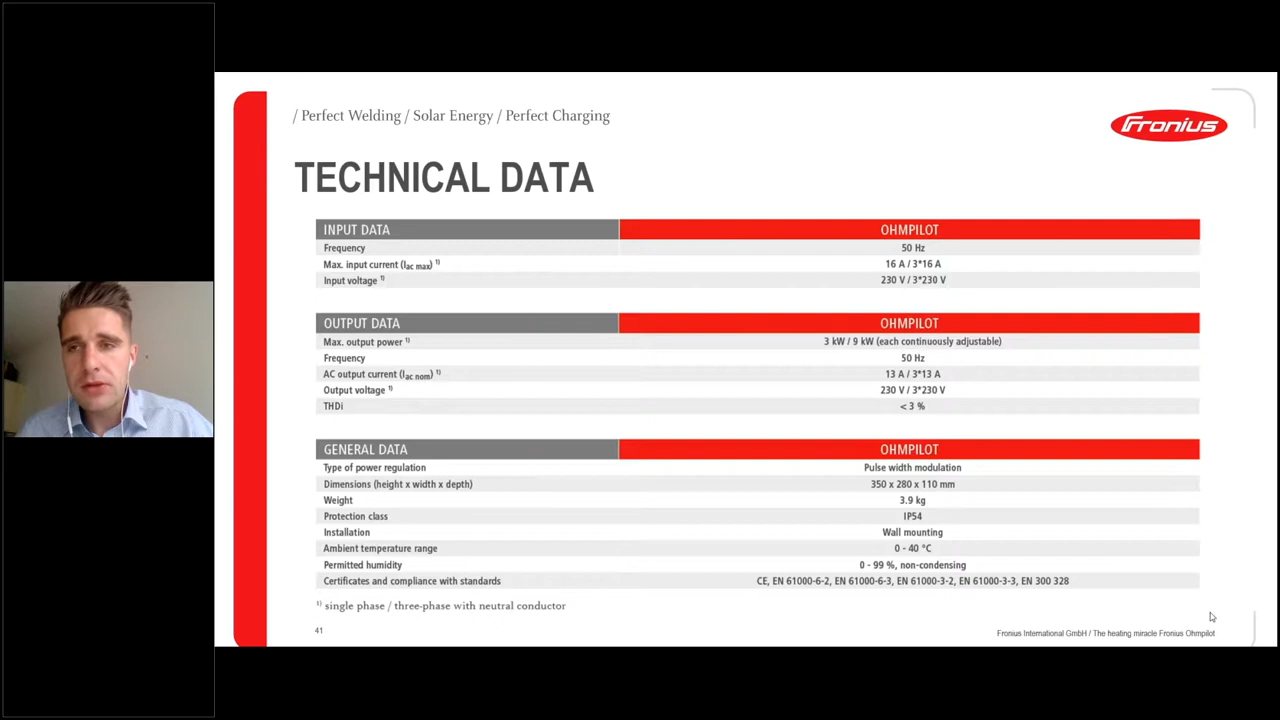 / Perfect Welding / Solar Energy / Perfect Charging
Fronius
TECHNICAL DATA
INPUT DATA OHMPILOT
Frequency 50 Hz
Max. input current (Iac max) 1) 16 A / 3*16 A
Input voltage 1) 230 V / 3*230 V
OUTPUT DATA OHMPILOT
Max. output power 1) 3 kW / 9 kW (each continuously adjustable)
Frequency 50 Hz
AC output current (Iac nom) 1) 13 A / 3*13 A
Output voltage 1) 230 V / 3*230 V
THDi < 3 %
GENERAL DATA OHMPILOT
Type of power regulation Pulse width modulation
Dimensions (height x width x depth) 350 x 280 x 110 mm
Weight 3.9 kg
Protection class IP54
Installation Wall mounting
Ambient temperature range 0 - 40 °C
Permitted humidity 0 - 99 %, non-condensing
Certificates and compliance with standards CE, EN 61000-6-2, EN 61000-6-3, EN 61000-3-2, EN 61000-3-3, EN 300 328
1) single phase / three-phase with neutral conductor
41
Fronius International GmbH / The heating miracle Fronius Ohmpilot